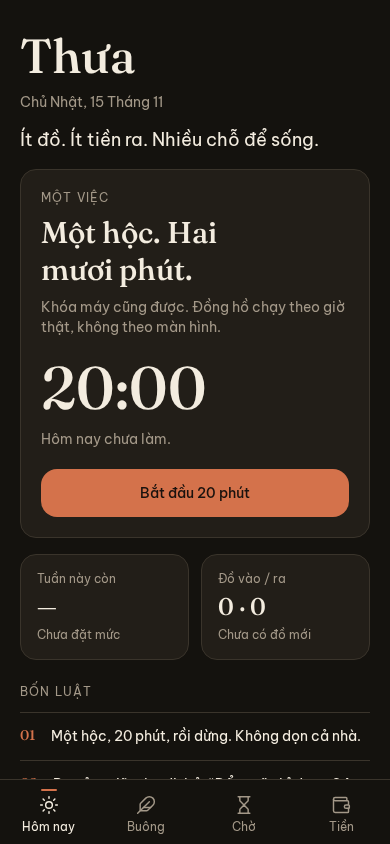 Thưa
Chủ Nhật, 15 Tháng 11
Ít đồ. Ít tiền ra. Nhiều chỗ để sống.
MỘT VIỆC
Một hộc. Hai
mươi phút.
Khóa máy cũng được. Đồng hồ chạy theo giờ
thật, không theo màn hình.
20:00
Hôm nay chưa làm.
Bắt đầu 20 phút
Tuần này còn
—
Chưa đặt mức
Đồ vào / ra
0 · 0
Chưa có đồ mới
BỐN LUẬT
01 Một hộc, 20 phút, rồi dừng. Không dọn cả nhà.
Hôm nay
Buông
Chờ
Tiền